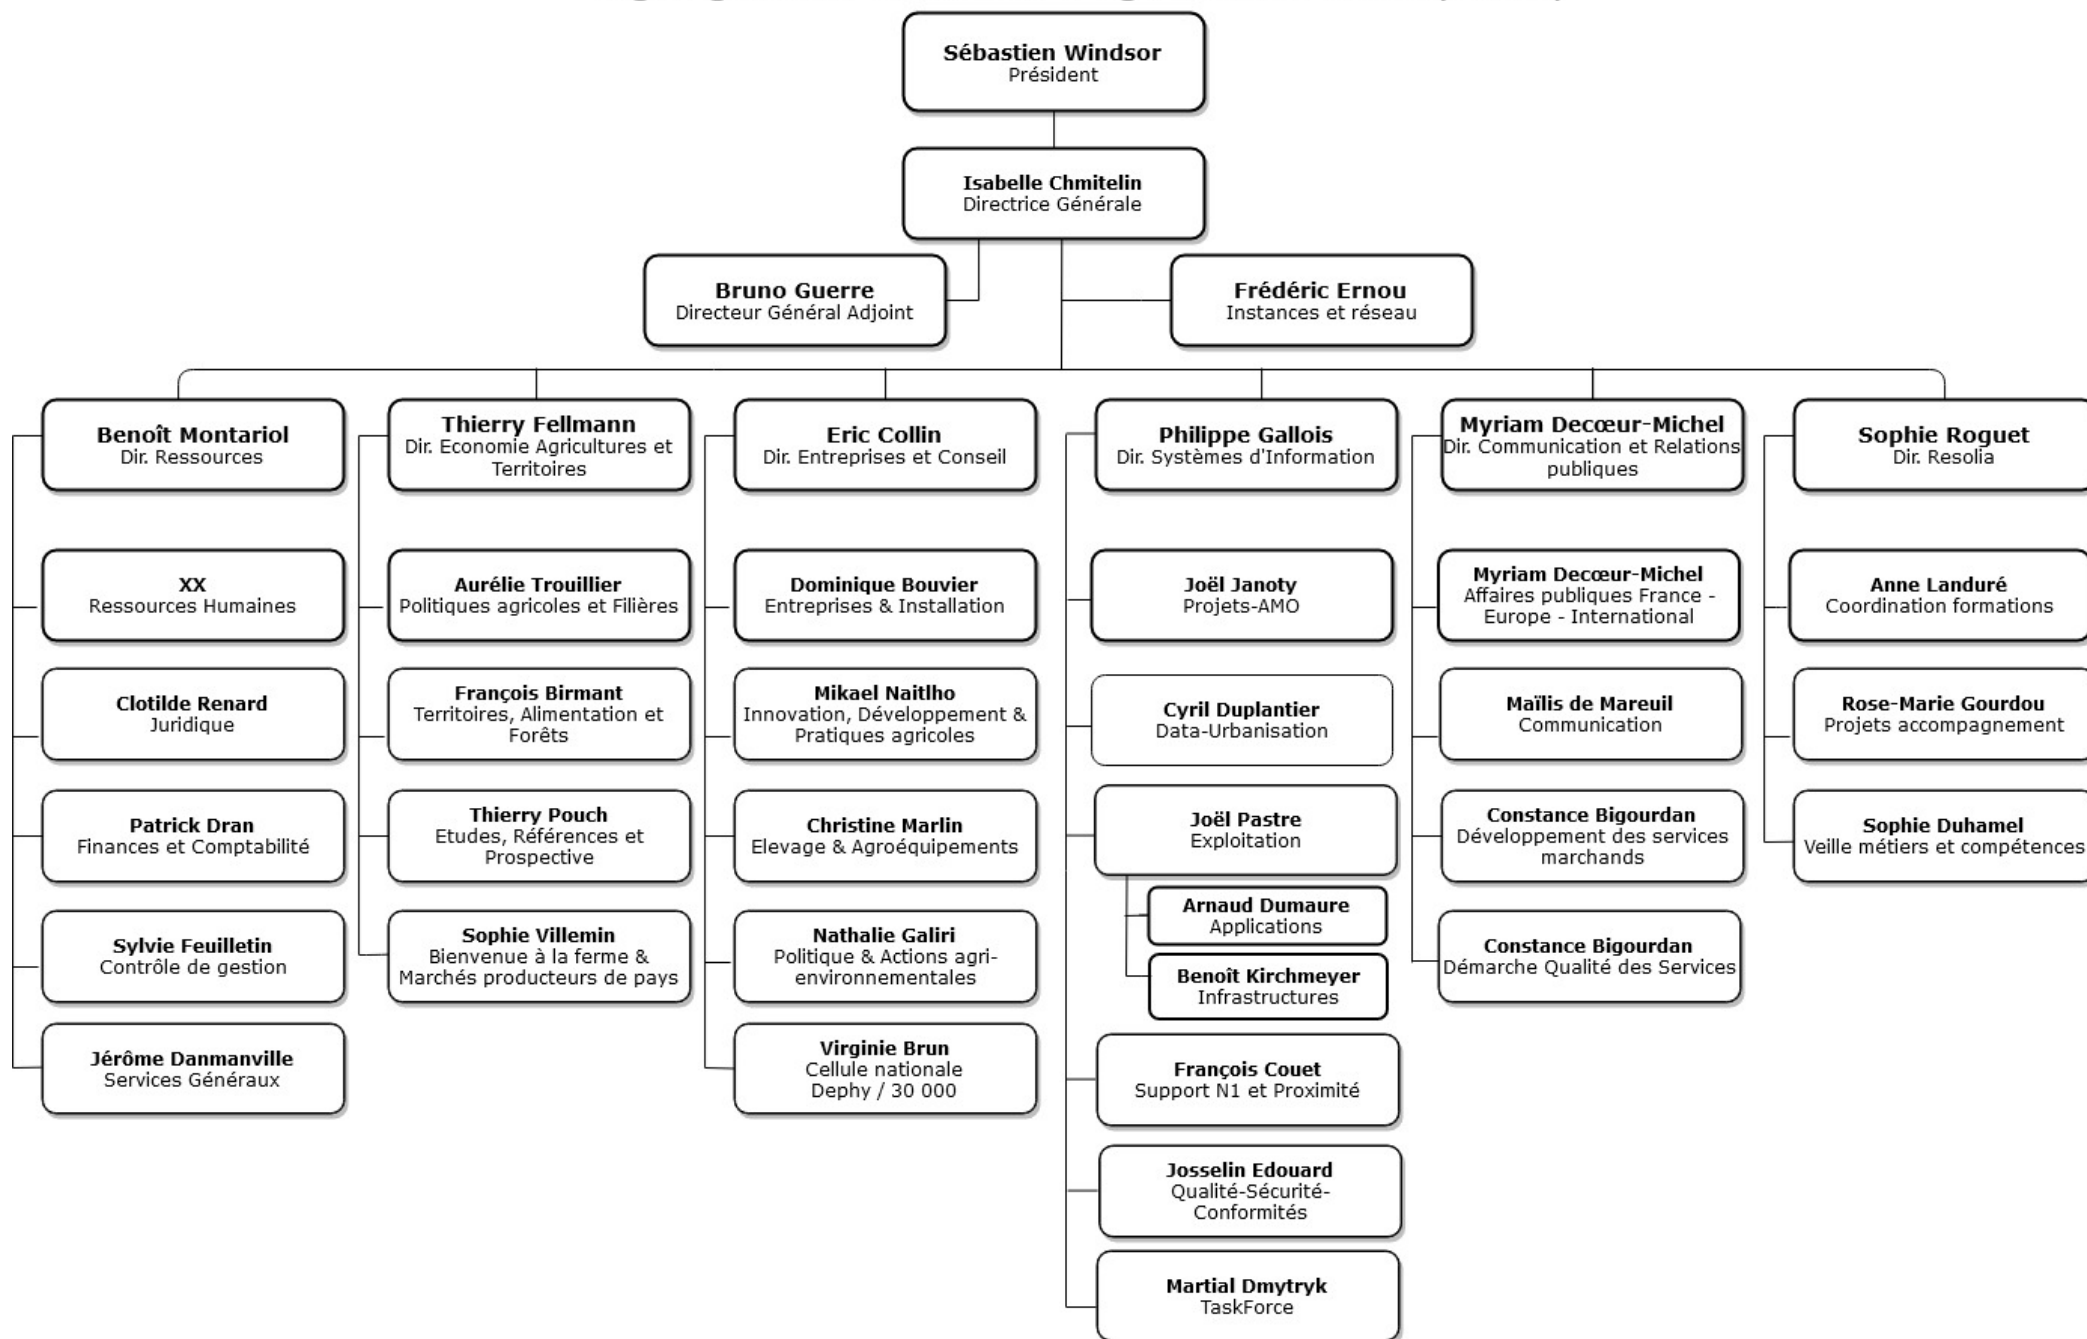 Sébastien Windsor
Président
Isabelle Chmitelin
Directrice Générale
Bruno Guerre
Directeur Général Adjoint
Frédéric Ernou
Instances et réseau
Benoît Montariol
Dir. Ressources
Thierry Fellmann
Dir. Economie Agricultures et
Territoires
Eric Collin
Dir. Entreprises et Conseil
Philippe Gallois
Dir. Systèmes d'Information
Myriam Decœur-Michel
Dir. Communication et Relations
publiques
Sophie Roguet
Dir. Resolia
XX
Ressources Humaines
Clotilde Renard
Juridique
Patrick Dran
Finances et Comptabilité
Sylvie Feuilletin
Contrôle de gestion
Jérôme Danmanville
Services Généraux
Aurélie Trouillier
Politiques agricoles et Filières
François Birmant
Territoires, Alimentation et
Forêts
Thierry Pouch
Etudes, Références et
Prospective
Sophie Villemin
Bienvenue à la ferme &
Marchés producteurs de pays
Dominique Bouvier
Entreprises & Installation
Mikael Naitlho
Innovation, Développement &
Pratiques agricoles
Christine Marlin
Elevage & Agroéquipements
Nathalie Galiri
Politique & Actions agri-
environnementales
Virginie Brun
Cellule nationale
Dephy / 30 000
Joël Janoty
Projets-AMO
Cyril Duplantier
Data-Urbanisation
Joël Pastre
Exploitation
Arnaud Dumaure
Applications
Benoît Kirchmeyer
Infrastructures
François Couet
Support N1 et Proximité
Josselin Edouard
Qualité-Sécurité-
Conformités
Martial Dmytryk
TaskForce
Myriam Decœur-Michel
Affaires publiques France -
Europe - International
Maïlis de Mareuil
Communication
Constance Bigourdan
Développement des services
marchands
Constance Bigourdan
Démarche Qualité des Services
Anne Landuré
Coordination formations
Rose-Marie Gourdou
Projets accompagnement
Sophie Duhamel
Veille métiers et compétences